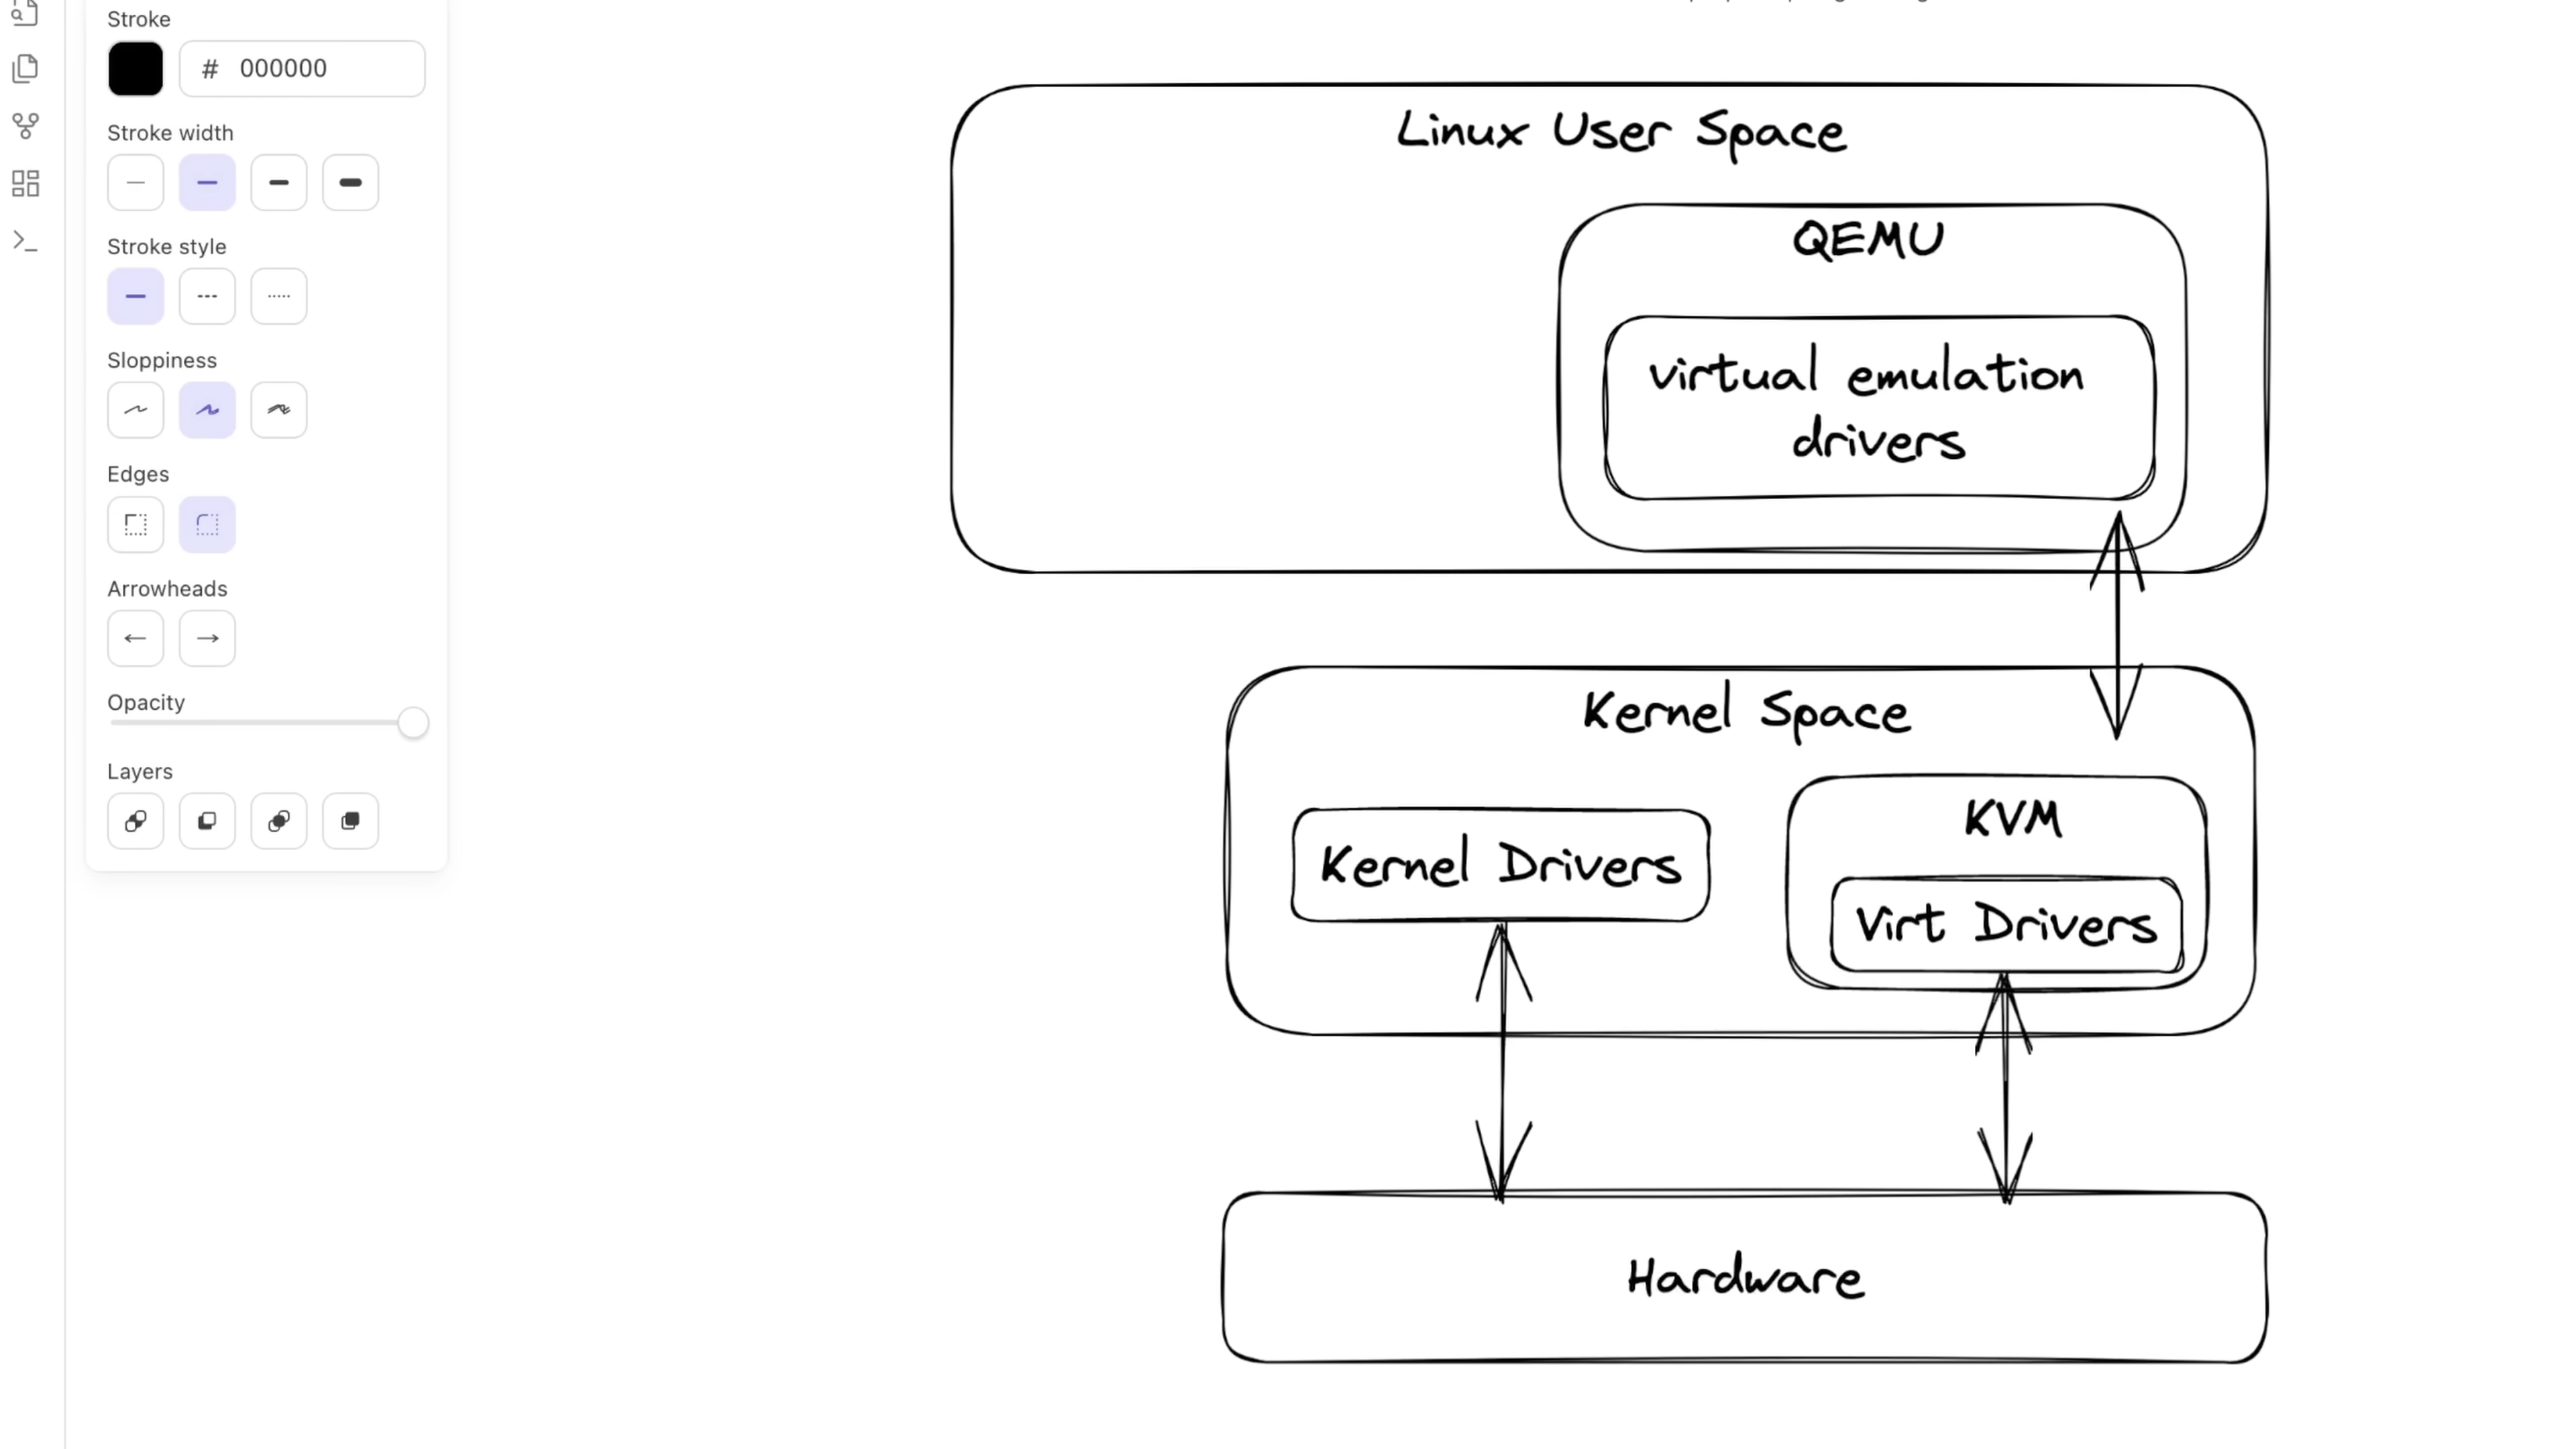 Stroke
# 000000
Stroke width
Stroke style
Sloppiness
Edges
Arrowheads
Opacity
Layers
Linux User Space
QEMU
virtual emulation
drivers
Kernel Space
Kernel Drivers
KVM
Virt Drivers
Hardware